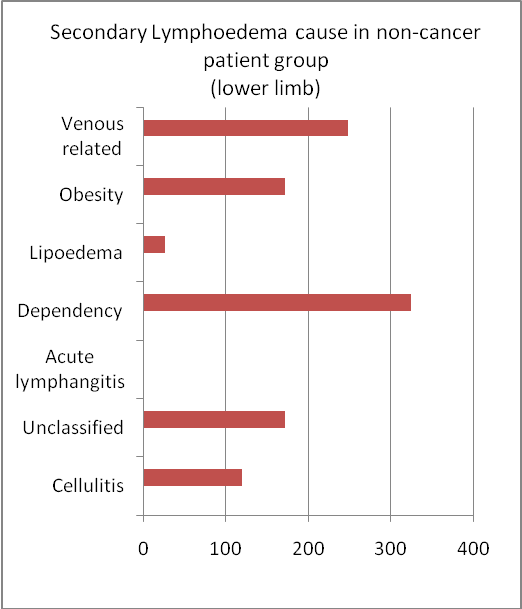 Secondary Lymphoedema cause in non-cancer
patient group
(lower limb)
Venous
related
Obesity
Lipoedema
Dependency
Acute
lymphangitis
Unclassified
Cellulitis
0 100 200 300 400